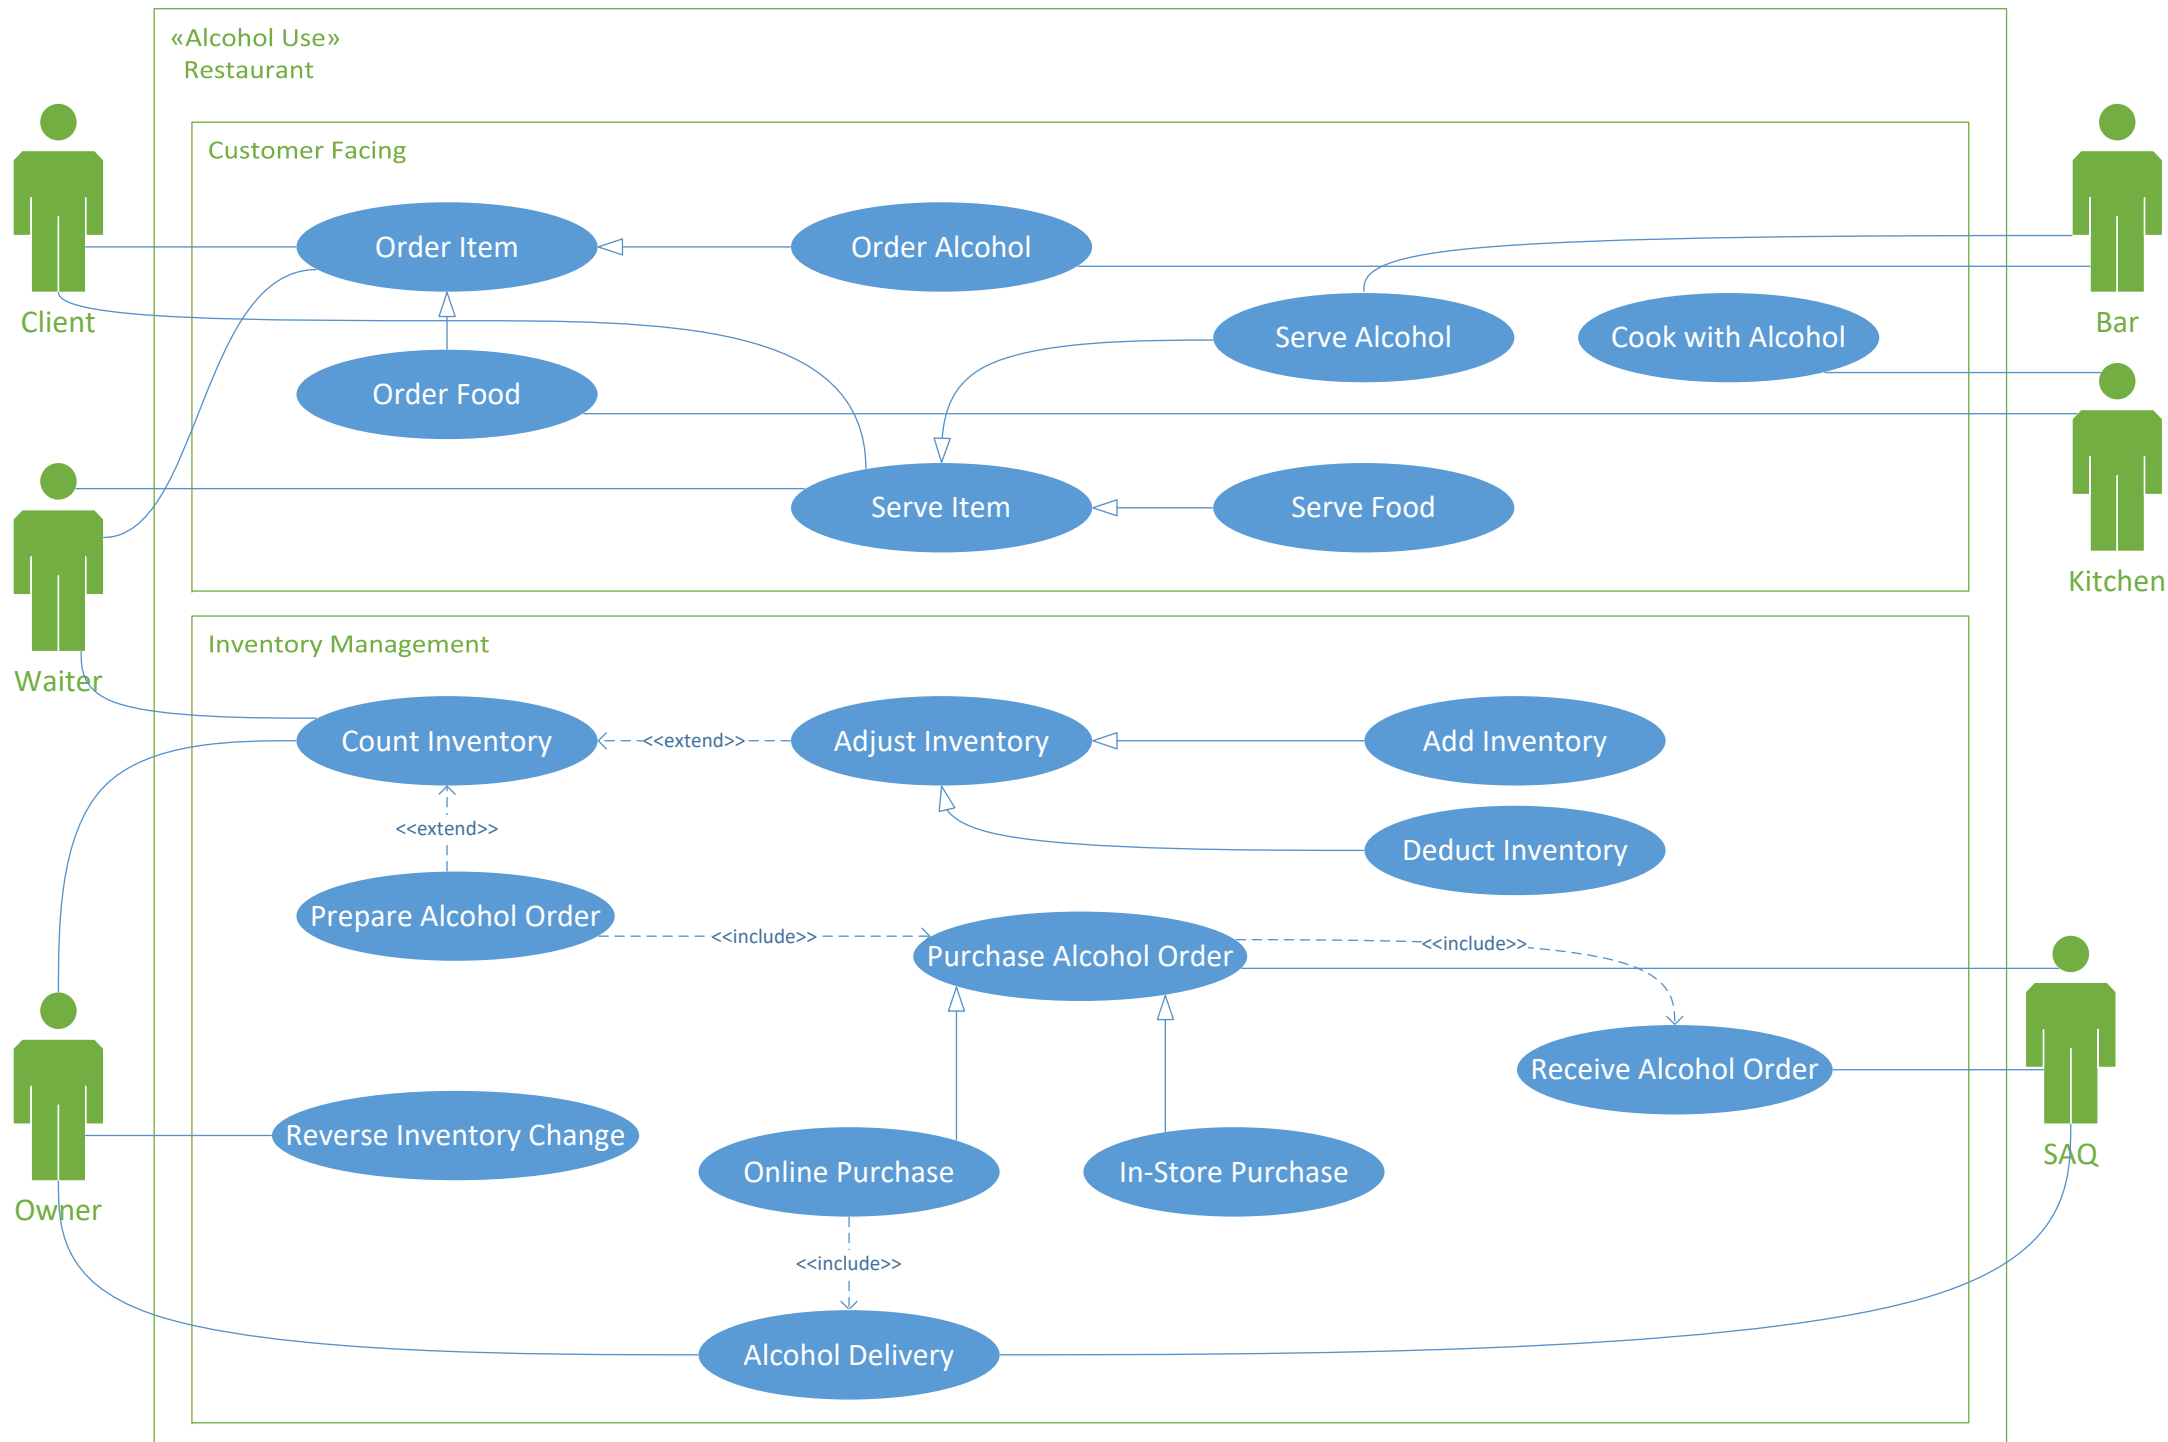 «Alcohol Use»
Restaurant
Customer Facing
Order Item
Order Alcohol
Client
Serve Alcohol
Cook with Alcohol
Bar
Order Food
Serve Item
Serve Food
Kitchen
Inventory Management
Waiter
Count Inventory
<<extend>>
Adjust Inventory
Add Inventory
<<extend>>
Deduct Inventory
Prepare Alcohol Order
<<include>>
Purchase Alcohol Order
<<include>>
Receive Alcohol Order
Reverse Inventory Change
Online Purchase
In-Store Purchase
SAQ
Owner
<<include>>
Alcohol Delivery